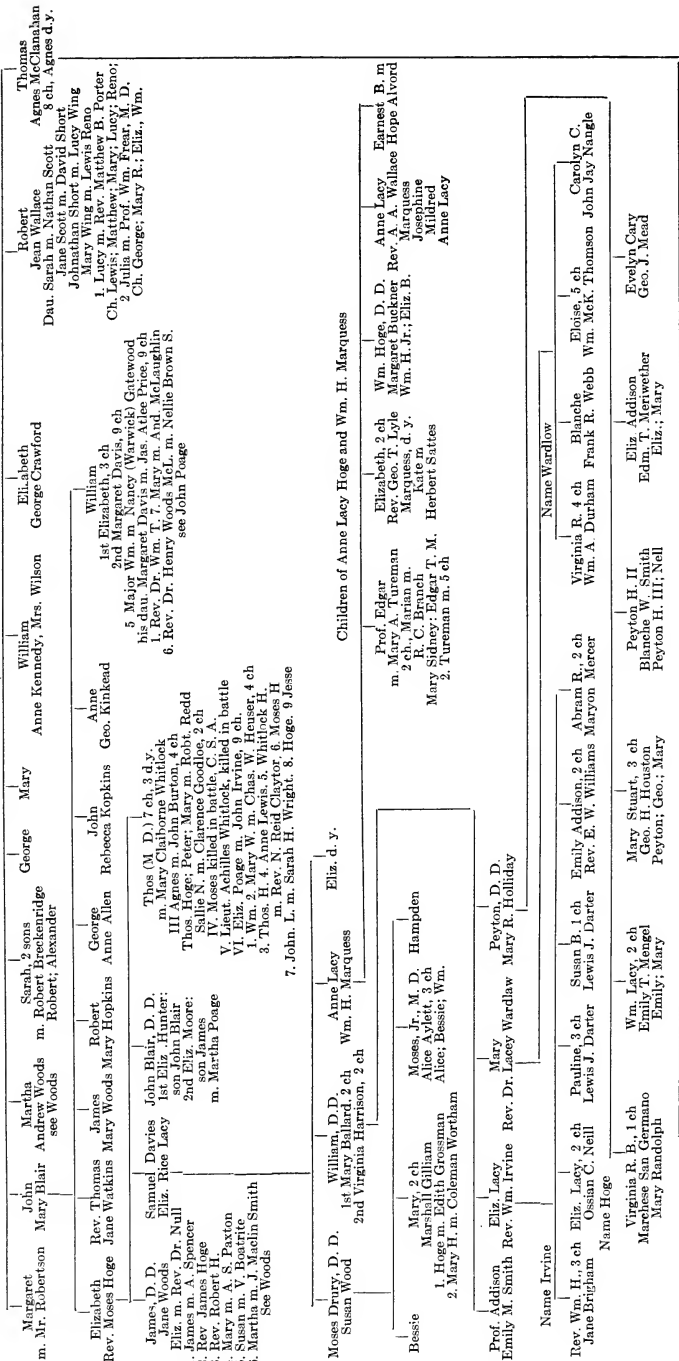 Margaret
m. Mr. Robertson
John
Mary Blair
Martha
Andrew Woods
see Woods
Sarah, 2 sons
m. Robert Breckenridge
Robert; Alexander
George
Mary
William
Anne Kennedy, Mrs. Wilson
Eli.abeth
George Crawford
Robert
Jean Wallace
Dau. Sarah m. Nathan Scott
Jane Scott m. David Short
Johnathan Short m. Lucy Wing
Mary Wing m. Lewis Reno
1. Lucy m. Rev. Matthew B. Porter
Ch. Lewis; Matthew; Mary; Lucy; Reno;
2 Julia m. Prof. Wm. Frear, M. D.
Ch. George; Mary R.; Eliz., Wm.
Thomas
Agnes McClanahan
8 ch, Agnes d.y.
Elizabeth
Rev. Moses Hoge
Rev. Thomas
Jane Watkins
James
Mary Woods
Robert
Mary Hopkins
George
Anne Allen
John
Rebecca Kopkins
Anne
Geo. Kinkead
William
1st Elizabeth, 3 ch
2nd Margaret Davis, 9 ch
5 Major Wm. m Nancy (Warwick) Gatewood
his dau. Margaret Davis m. Jas. Atlee Price, 9 ch
1. Rev. Dr. Wm. T. 7. Mary m. And. McLaughlin
6. Rev. Dr. Henry Woods McL. m. Nellie Brown S.
see John Poage
James, D. D.
Jane Woods
Eliz. m. Rev. Dr. Null
James m. A. Spencer
Rev James Hoge
Rev. Robert H.
Mary m. A. S. Paxton
Susan m. V. Boatrite
Martha m. J. Maclin Smith
See Woods
Samuel Davies
Eliz. Rice Lacy
John Blair, D. D.
1st Eliz. Hunter:
son John Blair
2nd Eliz. Moore:
son James
m. Martha Poage
Thos (M D.) 7 ch, 3 d.y.
m. Mary Claiborne Whitlock
III Agnes m. John Burton, 4 ch
Thos. Hoge; Peter; Mary m. Robt. Redd
Sallie N. m. Clarence Goodloe, 2 ch
IV. Moses killed in battle, C. S. A.
V. Lieut. Achilles Whitlock, killed in battle
VI. Eliz. Poage m. John Irvine, 9 ch.
1. Wm. 2. Mary W. m. Chas. W. Heuser, 4 ch
3. Thos. H. 4. Anne Lewis. 5. Whitlock H.
m. Rev. N. Reid Claytor, 6. Moses H
7. John. L. m. Sarah H. Wright. 8. Hoge. 9 Jesse
Moses Drury, D. D.
Susan Wood
William, D.D.
1st Mary Ballard, 2 ch
2nd Virginia Harrison, 2 ch
Anne Lacy
Wm. H. Marquess
Eliz. d. y.
Children of Anne Lacy Hoge and Wm. H. Marquess
Prof. Edgar
m. Mary A. Tureman
2 ch., Marian m.
R. C. Branch
Mary Sidney; Edgar T. M.
2. Tureman m. 5 ch
Elizabeth, 2 ch
Rev. Geo. T. Lyle
Marquess, d. y.
Kate m
Herbert Sattes
Wm. Hoge, D. D.
Margaret Buckner
Wm. H.Jr.; Eliz. B.
Anne Lacy
Rev. A. A. Wallace
Marquess
Josephine
Mildred
Anne Lacy
Earnest B. m
Hope Alvord
Bessie
Mary, 2 ch
Marshall Gilliam
1. Hoge m. Edith Grossman
2. Mary H. m. Coleman Wortham
Moses, Jr., M. D.
Alice Aylett, 3 ch
Alice; Bessie; Wm.
Hampden
Prof. Addison
Emily M. Smith
Eliz. Lacy
Rev. Wm. Irvine
Mary
Rev. Dr. Lacey Wardlaw
Peyton, D. D.
Mary R. Holliday
Name Irvine
Name Wardlow
Rev. Wm. H., 3 ch
Jane Brigham
Eliz. Lacy, 2 ch
Ossian C. Neill
Pauline, 3 ch
Lewis J. Darter
Susan B. 1 ch
Lewis J. Darter
Emily Addison, 2 ch
Rev. E. W. Williams
Abram R., 2 ch
Maryon Mercer
Virginia R. 4 ch
Wm. A. Durham
Blanche
Frank R. Webb
Eloise, 5 ch
Wm. McK. Thomson
Carolyn C.
John Jay Nangle
Name Hoge
Virginia R. B., 1 ch
Marchese San Germano
Mary Randolph
Wm. Lacy, 2 ch
Emily T. Mengel
Emily; Mary
Mary Stuart, 3 ch
Geo. H. Houston
Peyton; Geo.; Mary
Peyton H. II
Blanche W. Smith
Peyton H. III; Nell
Eliz Addison
Edm. T. Meriwether
Eliz.; Mary
Evelyn Cary
Geo. J. Mead